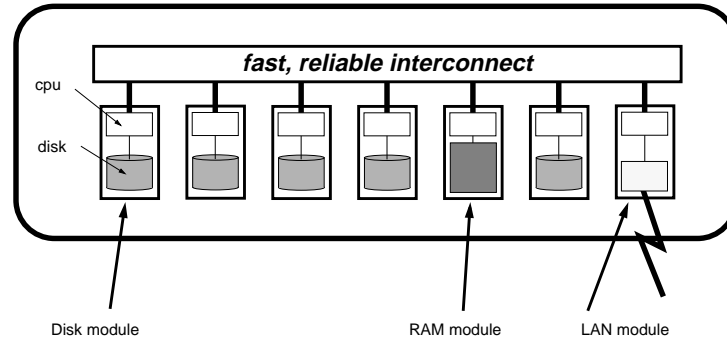 fast, reliable interconnect
cpu
disk
Disk module
RAM module
LAN module